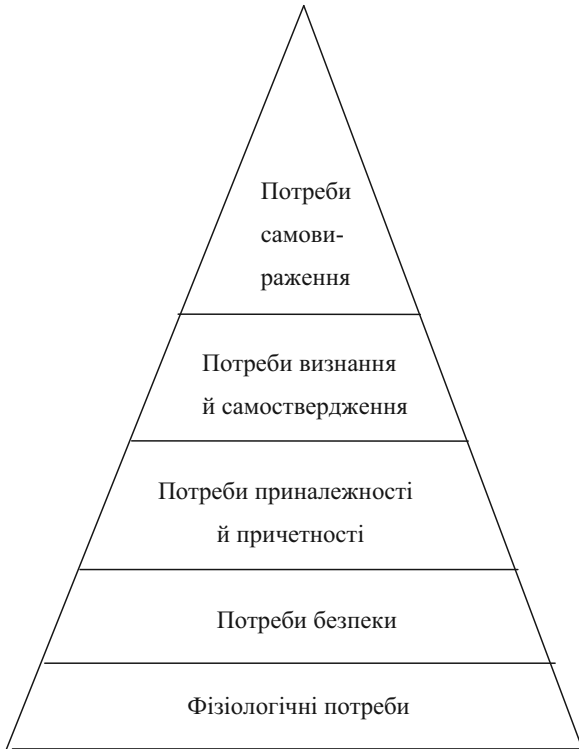 Потреби
самови-
раження
Потреби визнання
й самоствердження
Потреби приналежності
й причетності
Потреби безпеки
Фізіологічні потреби